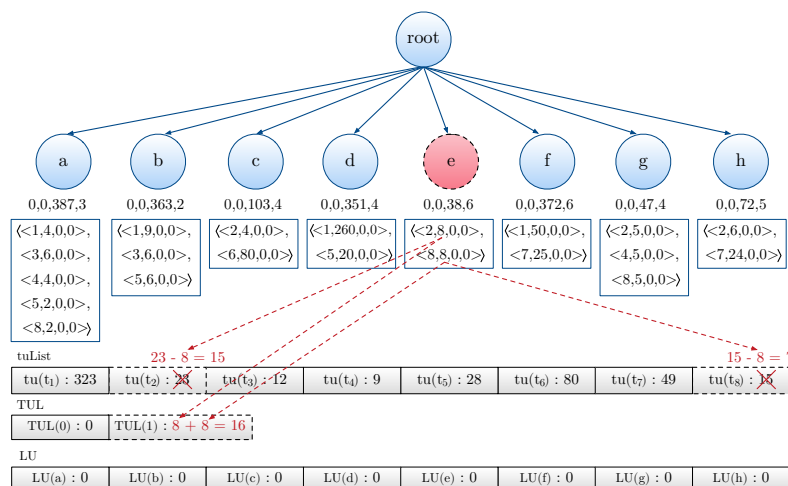 root
a b c d e f g h
0,0,387,3 0,0,363,2 0,0,103,4 0,0,351,4 0,0,38,6 0,0,372,6 0,0,47,4 0,0,72,5
⟨<1,4,0,0>, ⟨<1,9,0,0>, ⟨<2,4,0,0>, ⟨<1,260,0,0>, ⟨<2,8,0,0>, ⟨<1,50,0,0>, ⟨<2,5,0,0>, ⟨<2,6,0,0>,
<3,6,0,0>, <3,6,0,0>, <6,80,0,0>⟩ <5,20,0,0>⟩ <8,8,0,0>⟩ <7,25,0,0>⟩ <4,5,0,0>, <7,24,0,0>⟩
<4,4,0,0>, <5,6,0,0>⟩ <8,5,0,0>⟩
<5,2,0,0>,
<8,2,0,0>⟩
tuList 23 - 8 = 15 15 - 8 =
tu(t₁) : 323 tu(t₂) : 23 tu(t₃) : 12 tu(t₄) : 9 tu(t₅) : 28 tu(t₆) : 80 tu(t₇) : 49 tu(t₈) : 15
TUL
TUL(0) : 0 TUL(1) : 8 + 8 = 16
LU
LU(a) : 0 LU(b) : 0 LU(c) : 0 LU(d) : 0 LU(e) : 0 LU(f) : 0 LU(g) : 0 LU(h) : 0